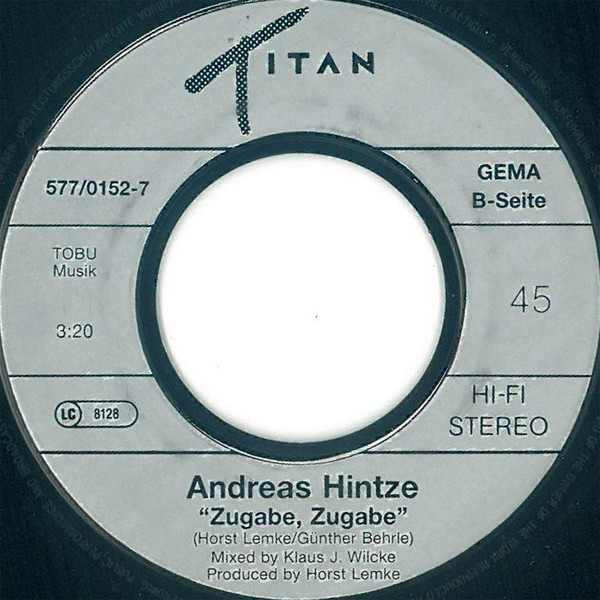 TITAN
577/0152-7
GEMA
B-Seite
TOBU
Musik
45
3:20
LC 8128
HI-FI
STEREO
Andreas Hintze
“Zugabe, Zugabe”
(Horst Lemke/Günther Behrle)
Mixed by Klaus J. Wilcke
Produced by Horst Lemke